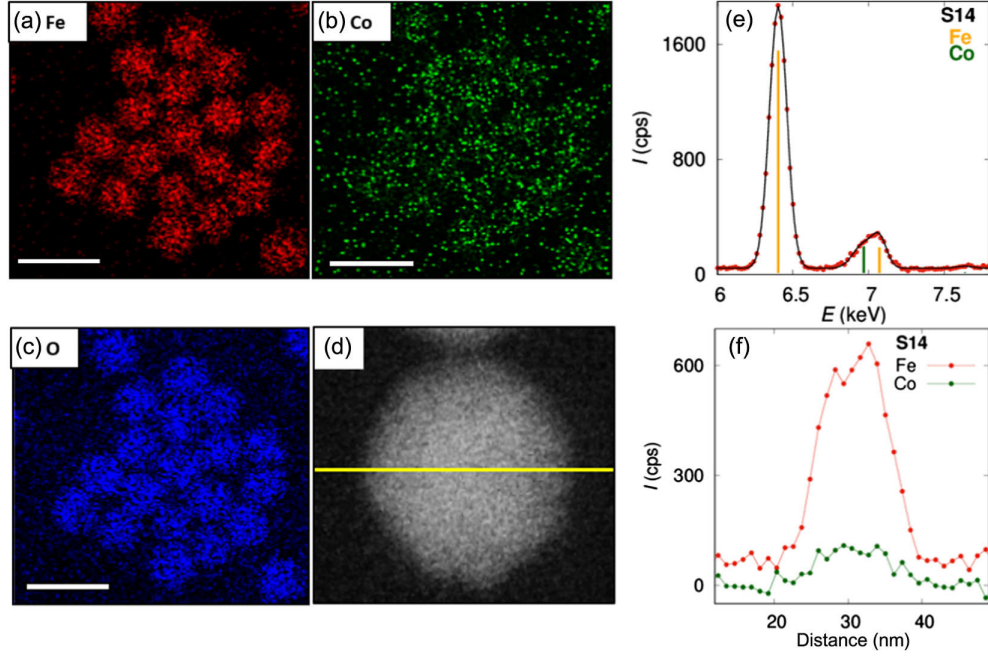 (a) Fe
(b) Co
(e)
S14
Fe
Co
1600
800
0
I (cps)
6
6.5
7
7.5
E (keV)
(c) O
(d)
(f)
S14
Fe
Co
600
300
0
I (cps)
20
30
40
Distance (nm)